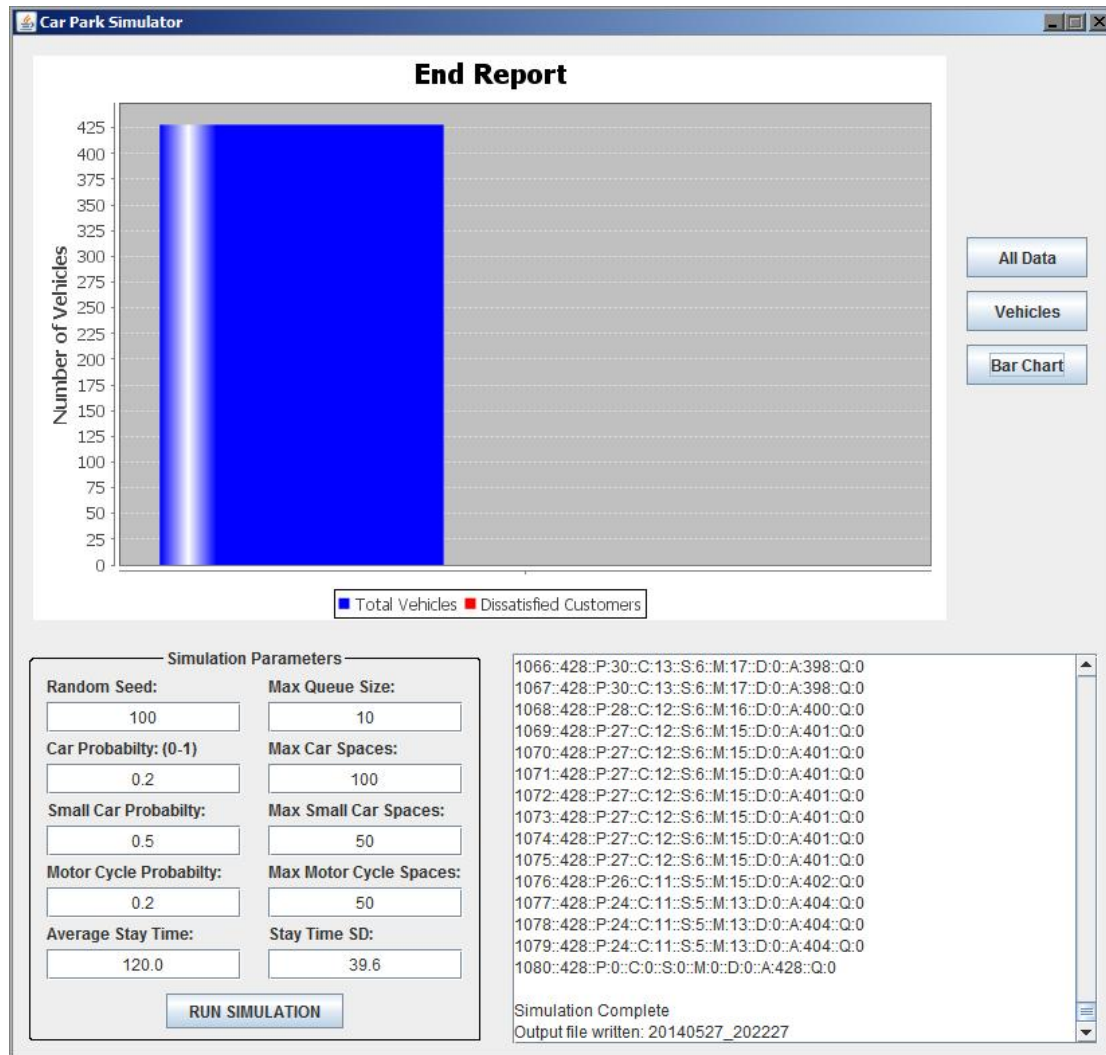 Car Park Simulator
End Report
Number of Vehicles
425
400
375
350
325
300
275
250
225
200
175
150
125
100
75
50
25
0
Total Vehicles Dissatisfied Customers
All Data
Vehicles
Bar Chart
Simulation Parameters
Random Seed: Max Queue Size:
100 10
Car Probabilty: (0-1) Max Car Spaces:
0.2 100
Small Car Probabilty: Max Small Car Spaces:
0.5 50
Motor Cycle Probabilty: Max Motor Cycle Spaces:
0.2 50
Average Stay Time: Stay Time SD:
120.0 39.6
RUN SIMULATION
1066::428::P:30::C:13::S:6::M:17::D:0::A:398::Q:0
1067::428::P:30::C:13::S:6::M:17::D:0::A:398::Q:0
1068::428::P:28::C:12::S:6::M:16::D:0::A:400::Q:0
1069::428::P:27::C:12::S:6::M:15::D:0::A:401::Q:0
1070::428::P:27::C:12::S:6::M:15::D:0::A:401::Q:0
1071::428::P:27::C:12::S:6::M:15::D:0::A:401::Q:0
1072::428::P:27::C:12::S:6::M:15::D:0::A:401::Q:0
1073::428::P:27::C:12::S:6::M:15::D:0::A:401::Q:0
1074::428::P:27::C:12::S:6::M:15::D:0::A:401::Q:0
1075::428::P:27::C:12::S:6::M:15::D:0::A:401::Q:0
1076::428::P:26::C:11::S:5::M:15::D:0::A:402::Q:0
1077::428::P:24::C:11::S:5::M:13::D:0::A:404::Q:0
1078::428::P:24::C:11::S:5::M:13::D:0::A:404::Q:0
1079::428::P:24::C:11::S:5::M:13::D:0::A:404::Q:0
1080::428::P:0::C:0::S:0::M:0::D:0::A:428::Q:0
Simulation Complete
Output file written: 20140527_202227